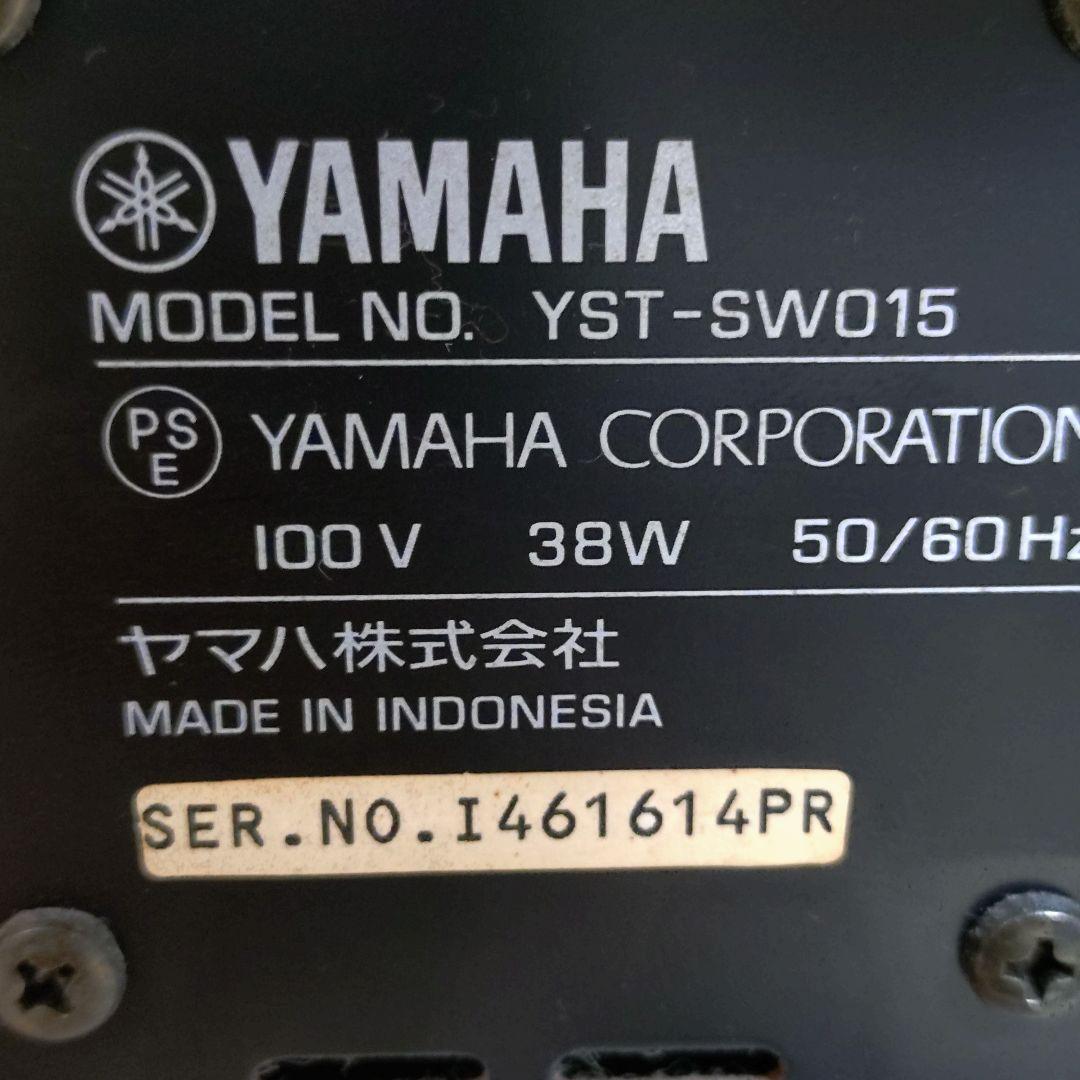 YAMAHA
MODEL NO. YST-SW015
PS E YAMAHA CORPORATION
100V 38W 50/60Hz
ヤマハ株式会社
MADE IN INDONESIA
SER.NO.I461614PR